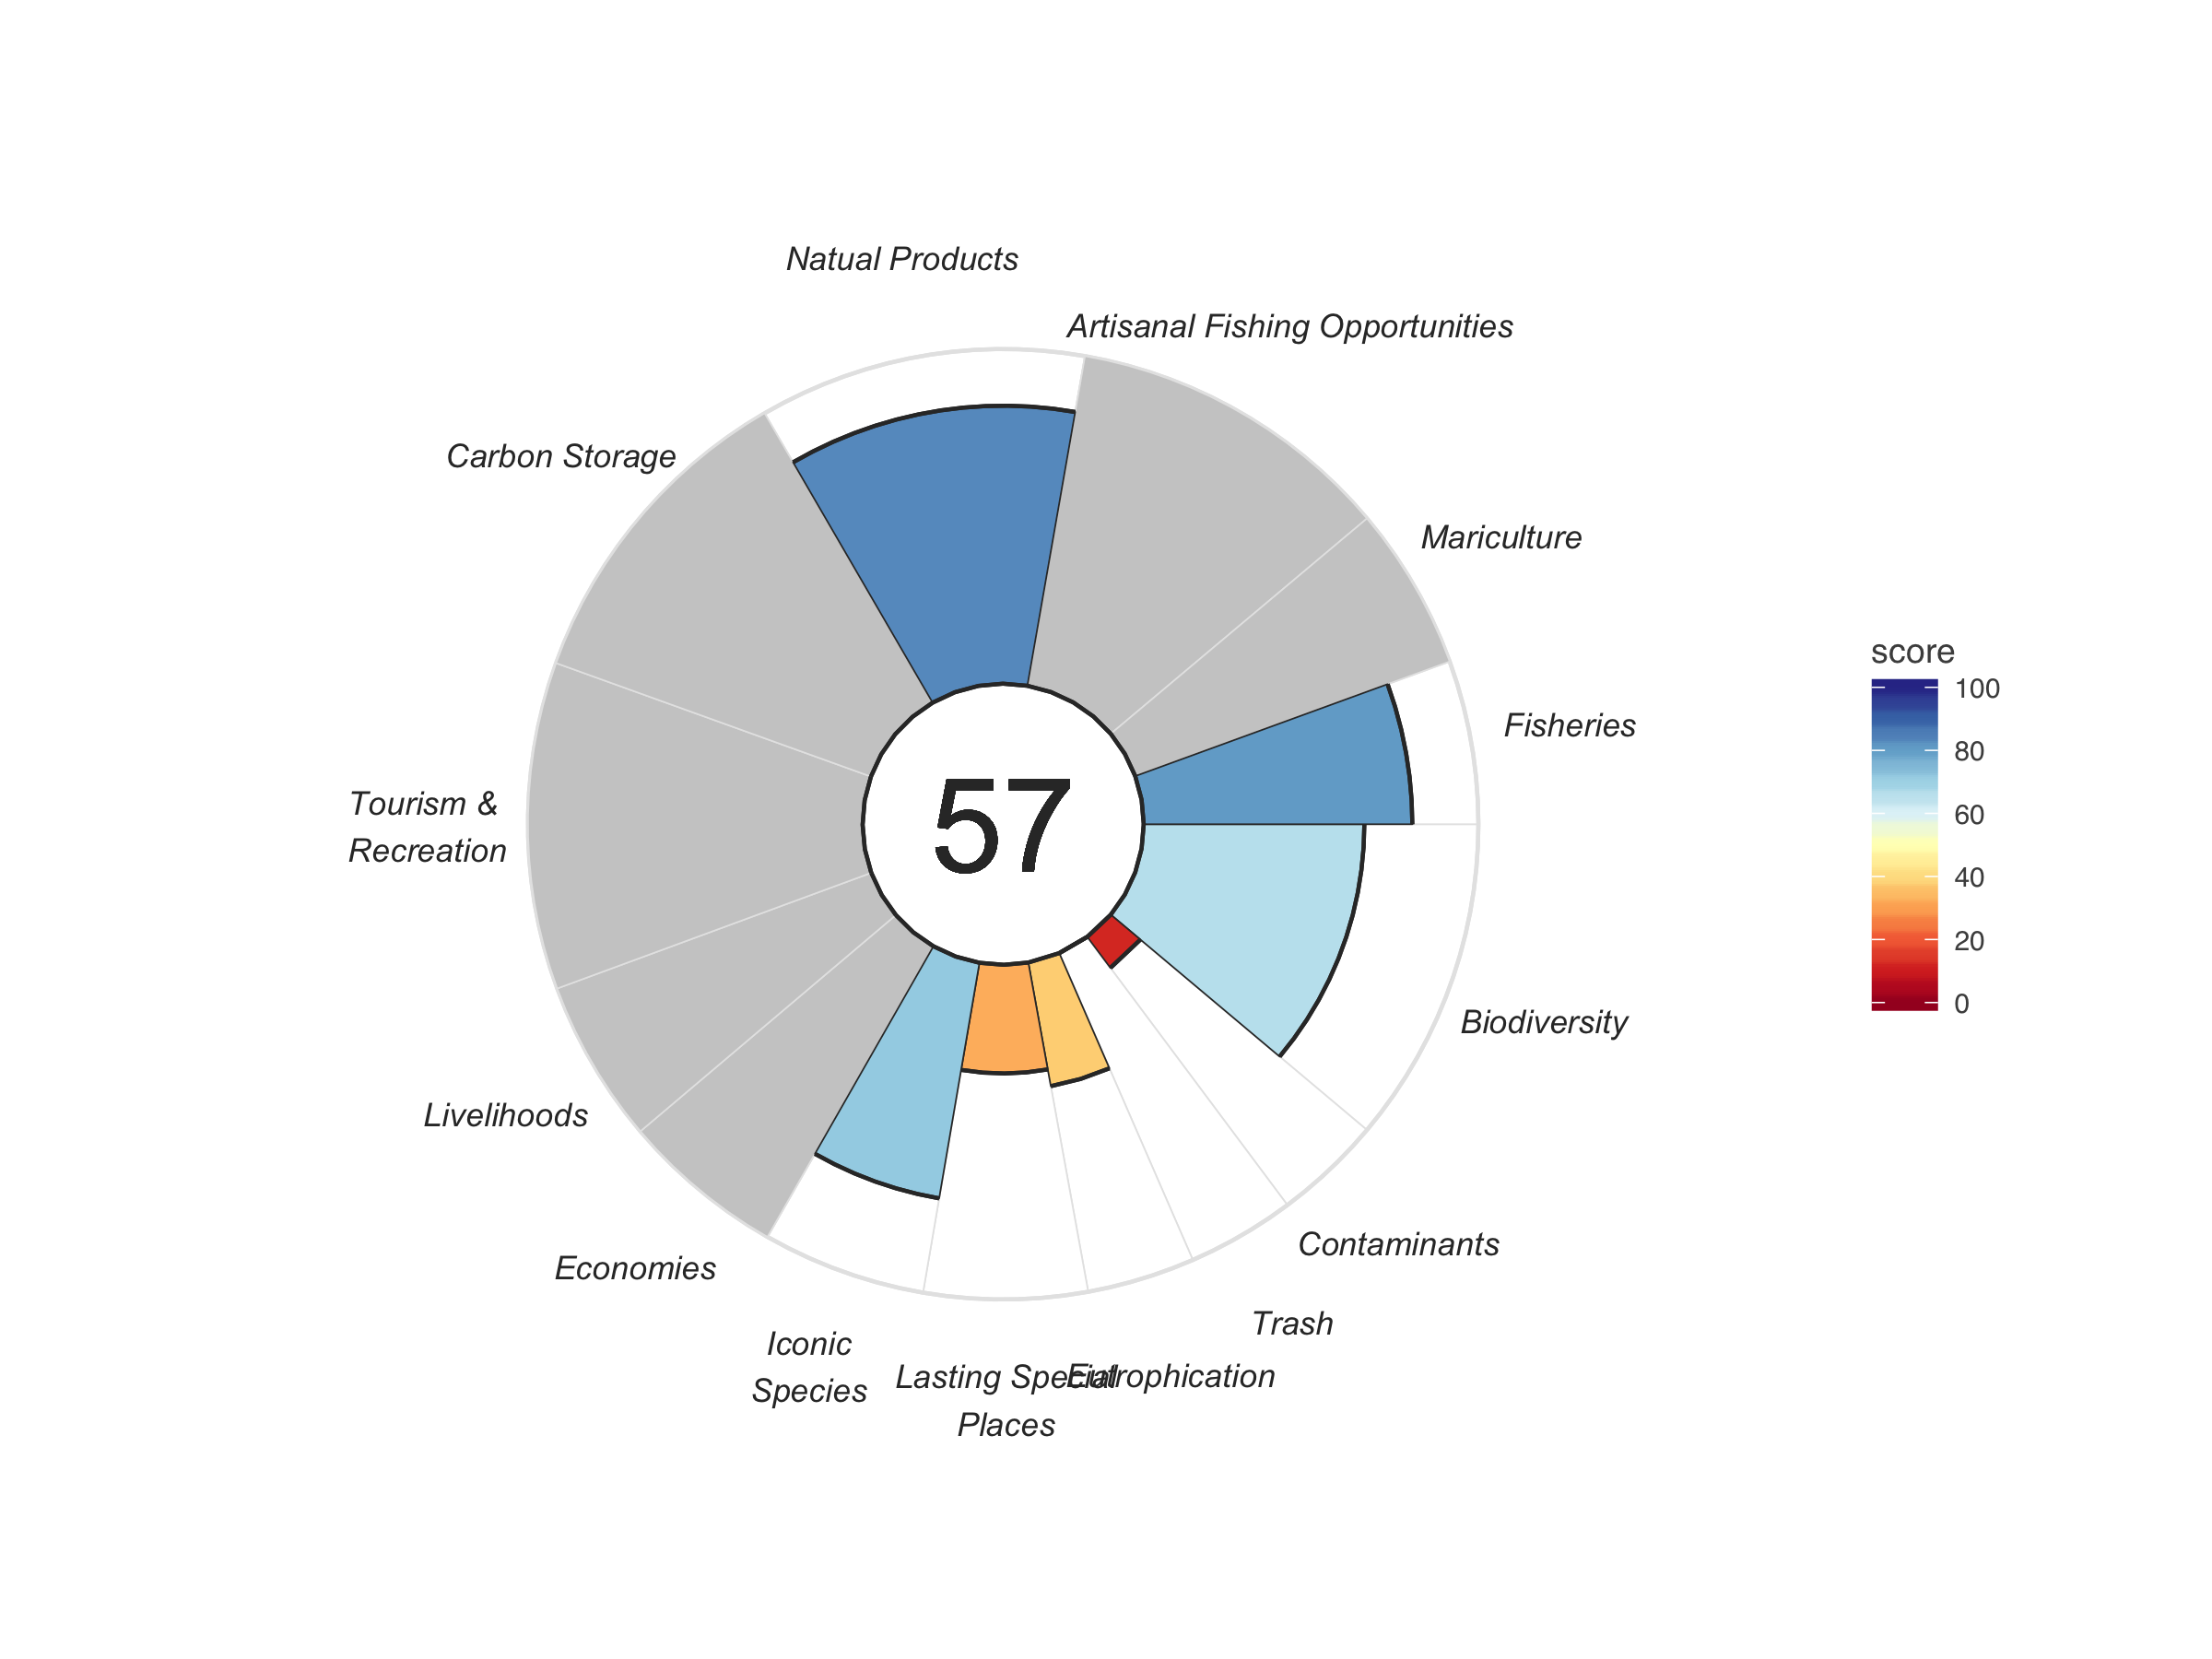 Natual Products
Artisanal Fishing Opportunities
Carbon Storage
Mariculture
score
100
80
60
40
20
0
Fisheries
57
Tourism &
Recreation
Biodiversity
Livelihoods
Contaminants
Economies
Trash
Iconic
Species
Lasting Special
Places
Eutrophication